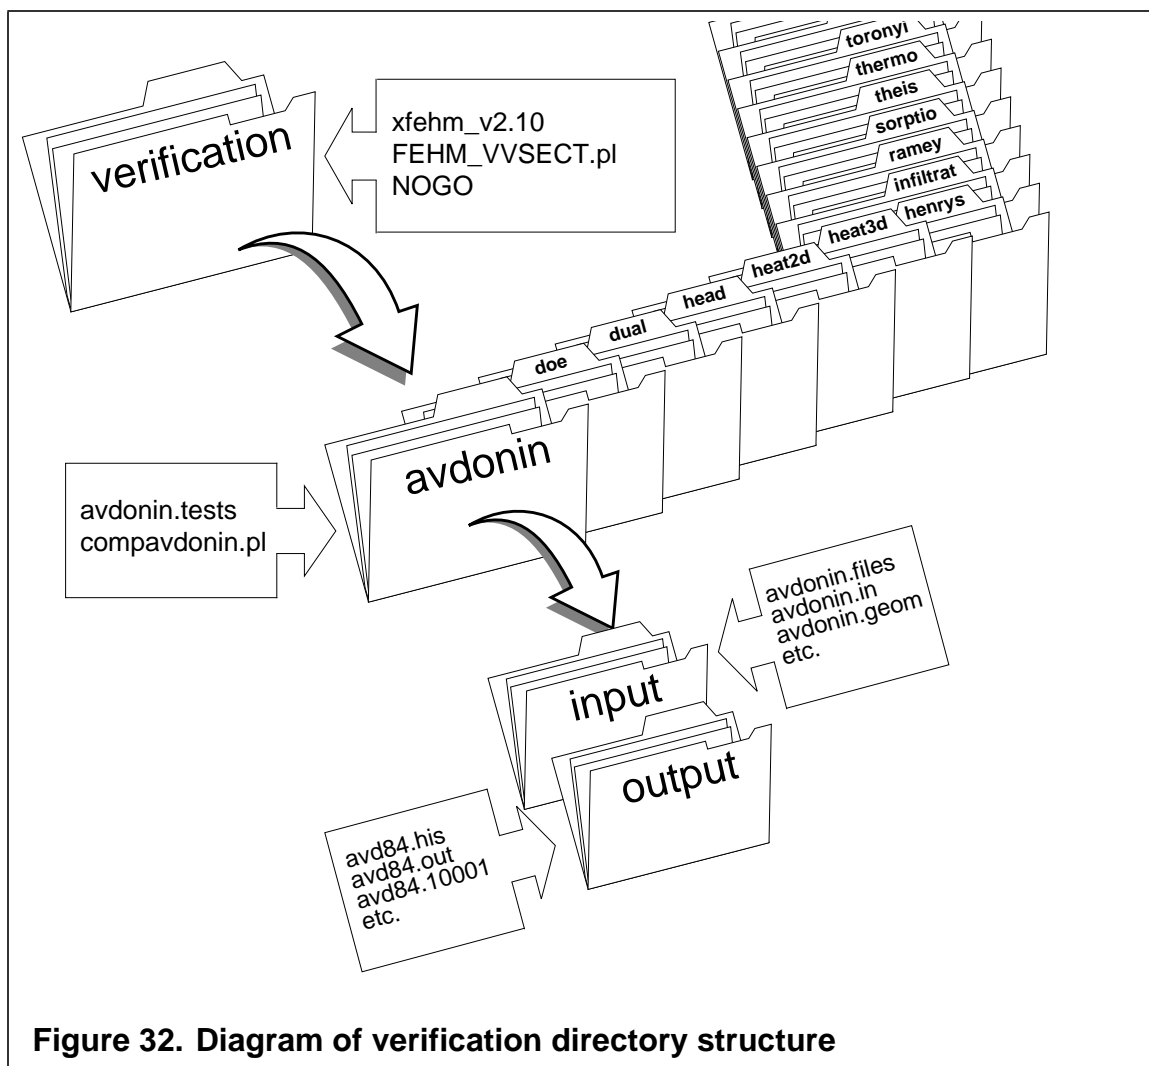 toronyi
thermo
theis
sorptio
ramey
infiltrat
henrys
heat3d
heat2d
head
dual
doe
verification
xfehm_v2.10
FEHM_VVSECT.pl
NOGO
avdonin
avdonin.tests
compavdonin.pl
avdonin.files
avdonin.in
avdonin.geom
etc.
input
output
avd84.his
avd84.out
avd84.10001
etc.
Figure 32. Diagram of verification directory structure